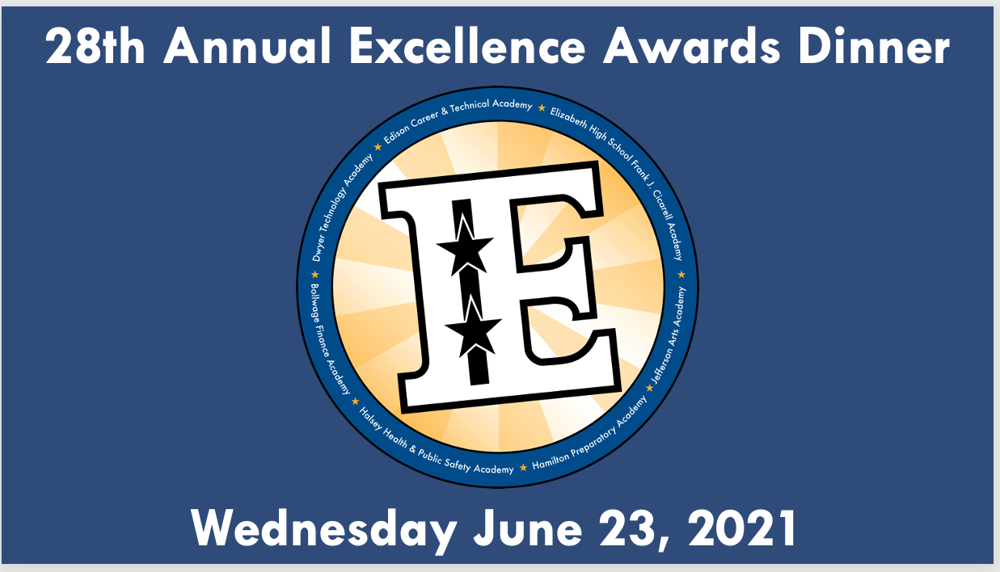 28th Annual Excellence Awards Dinner
Edison Career & Technical Academy ★ Elizabeth High School Frank J. Cicarell Academy ★ Jefferson Arts Academy ★ Hamilton Preparatory Academy ★ Halsey Health & Public Safety Academy ★ Bollwage Finance Academy ★ Dwyer Technology Academy ★
E
Wednesday June 23, 2021